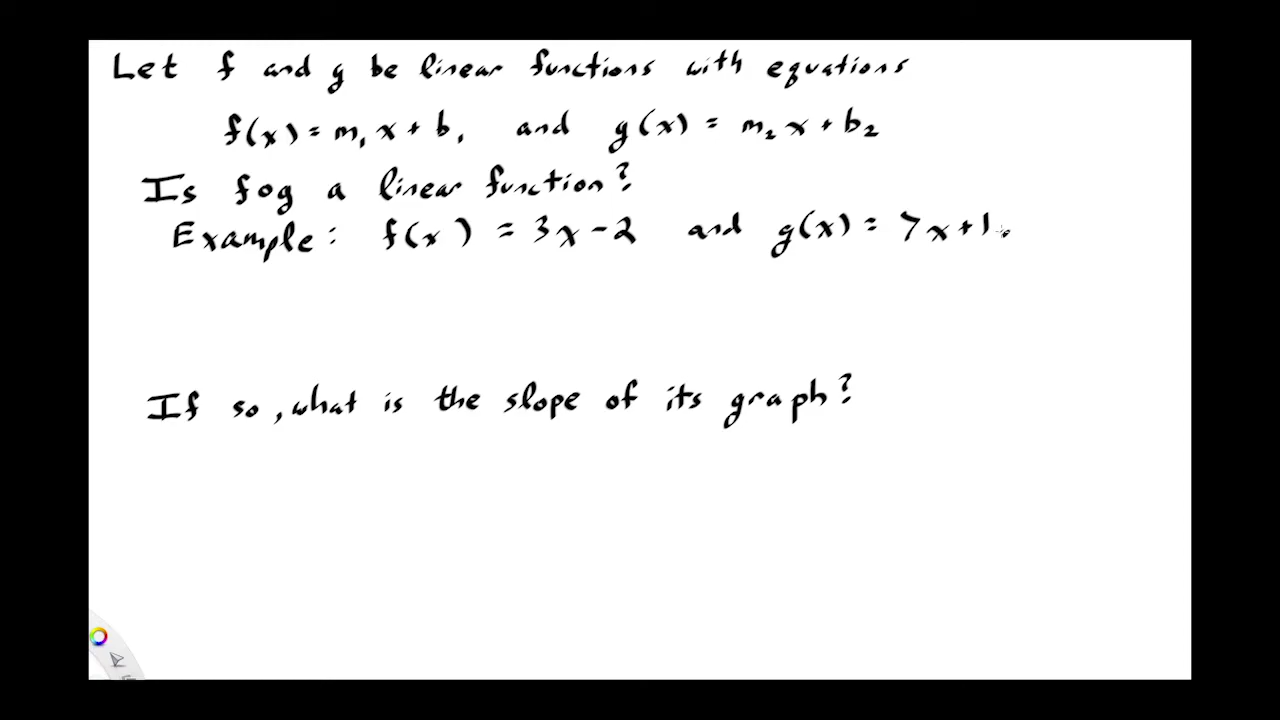 Let f and g be linear functions with equations
f(x) = m₁x + b₁ and g(x) = m₂x + b₂
Is fog a linear function?
Example: f(x) = 3x - 2 and g(x) = 7x + 1.
If so, what is the slope of its graph?